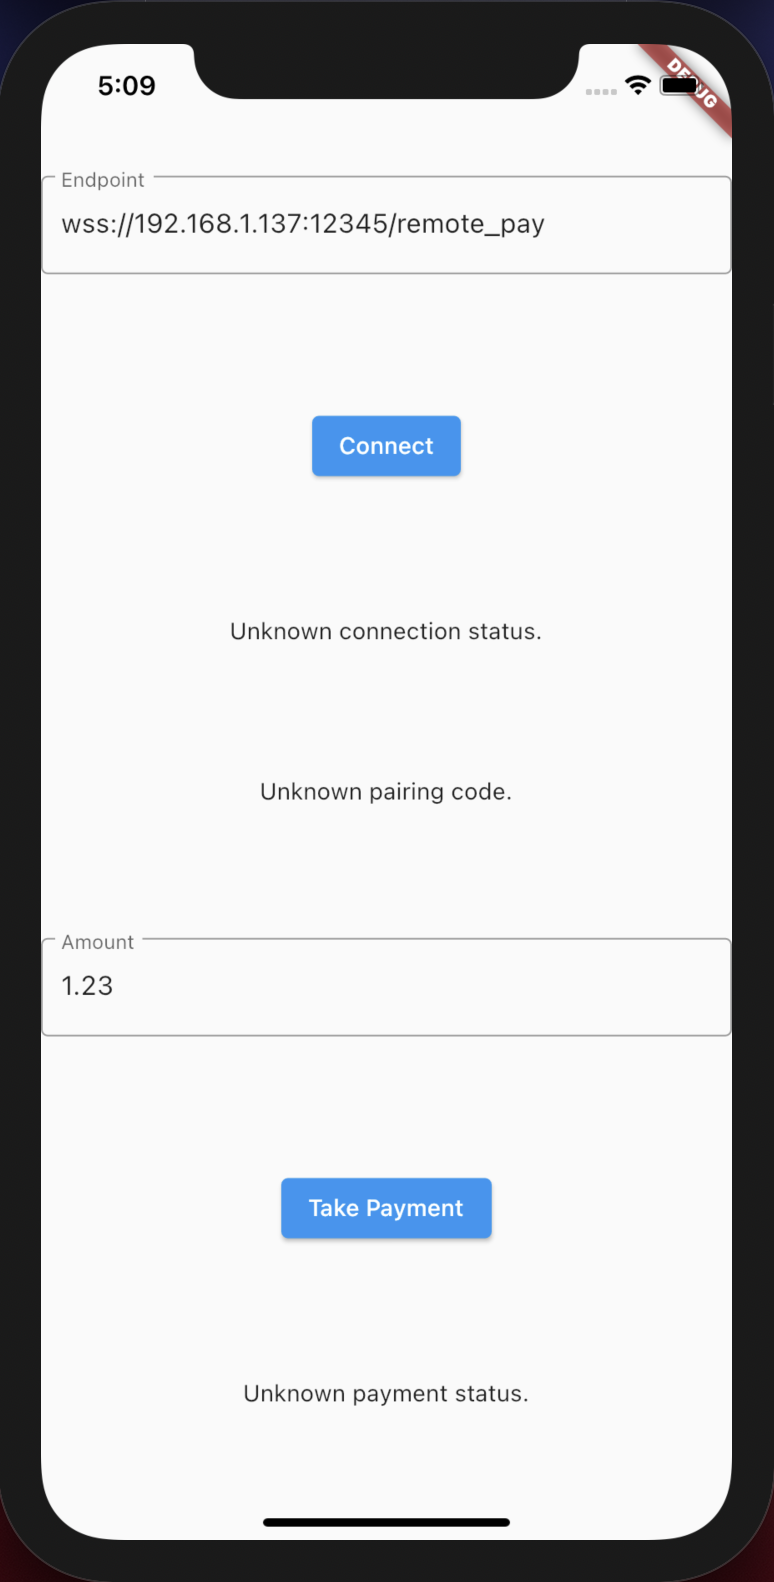 5:09
DEBUG
Endpoint
wss://192.168.1.137:12345/remote_pay
Connect
Unknown connection status.
Unknown pairing code.
Amount
1.23
Take Payment
Unknown payment status.